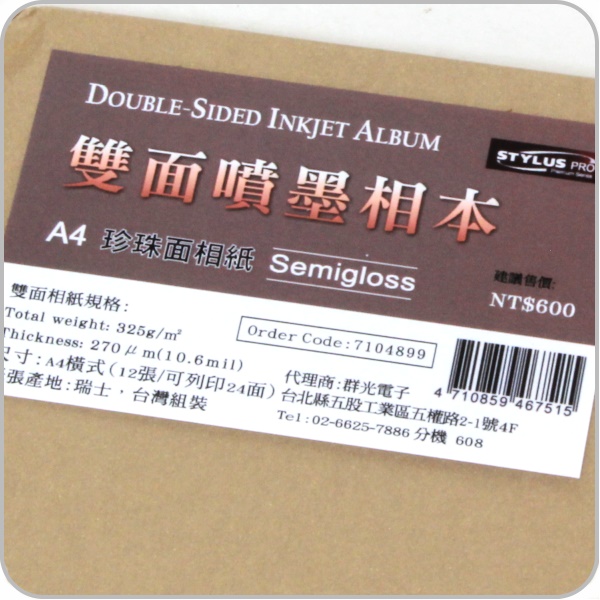 DOUBLE-SIDED INKJET ALBUM
STYLUS PRO
Premium Series
雙面噴墨相本
A4 珍珠面相紙 Semigloss
建議售價:
NT$600
雙面相紙規格:
Total weight: 325g/㎡
Thickness: 270μm(10.6mil)
尺寸:A4橫式(12張/可列印24面)
張產地:瑞士,台灣組裝
Order Code:7104899
代理商:群光電子
台北縣五股工業區五權路2-1號4F
Tel:02-6625-7886 分機 608
4 710859 467515